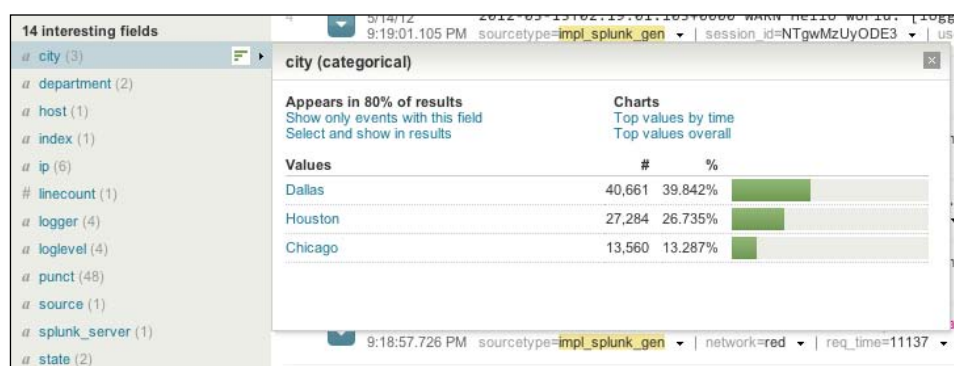 14 interesting fields
a city (3)
a department (2)
a host (1)
a index (1)
a ip (6)
# linecount (1)
a logger (4)
a loglevel (4)
a punct (48)
a source (1)
a splunk_server (1)
a state (2)
5/14/12
9:19:01.105 PM sourcetype=impl_splunk_gen | session_id=NTgwMzUyODE3 | us
city (categorical)
Appears in 80% of results
Show only events with this field
Select and show in results
Charts
Top values by time
Top values overall
Values # %
Dallas 40,661 39.842%
Houston 27,284 26.735%
Chicago 13,560 13.287%
9:18:57.726 PM sourcetype=impl_splunk_gen | network=red | req_time=11137